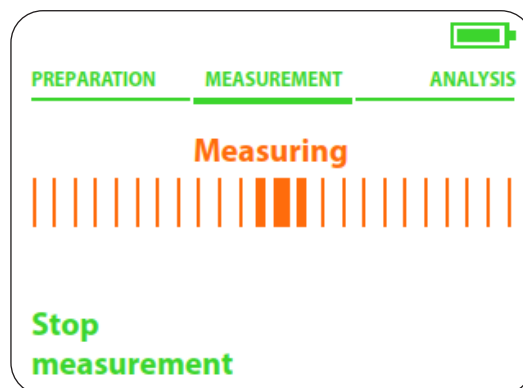 PREPARATION MEASUREMENT ANALYSIS
Measuring
Stop
measurement